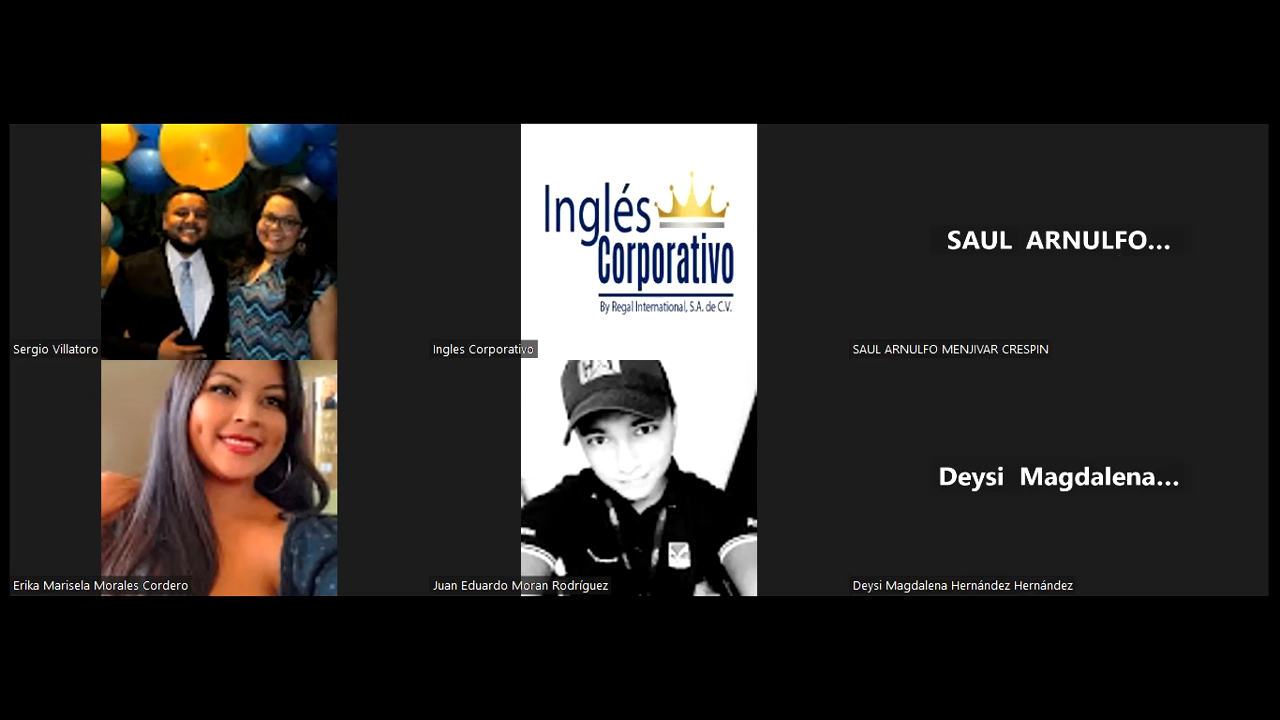 Inglés
Corporativo
By Regal International, S.A. de C.V.
SAUL ARNULFO...
Sergio Villatoro
Ingles Corporativo
SAUL ARNULFO MENJIVAR CRESPIN
Deysi Magdalena...
Erika Marisela Morales Cordero
Juan Eduardo Moran Rodríguez
Deysi Magdalena Hernández Hernández